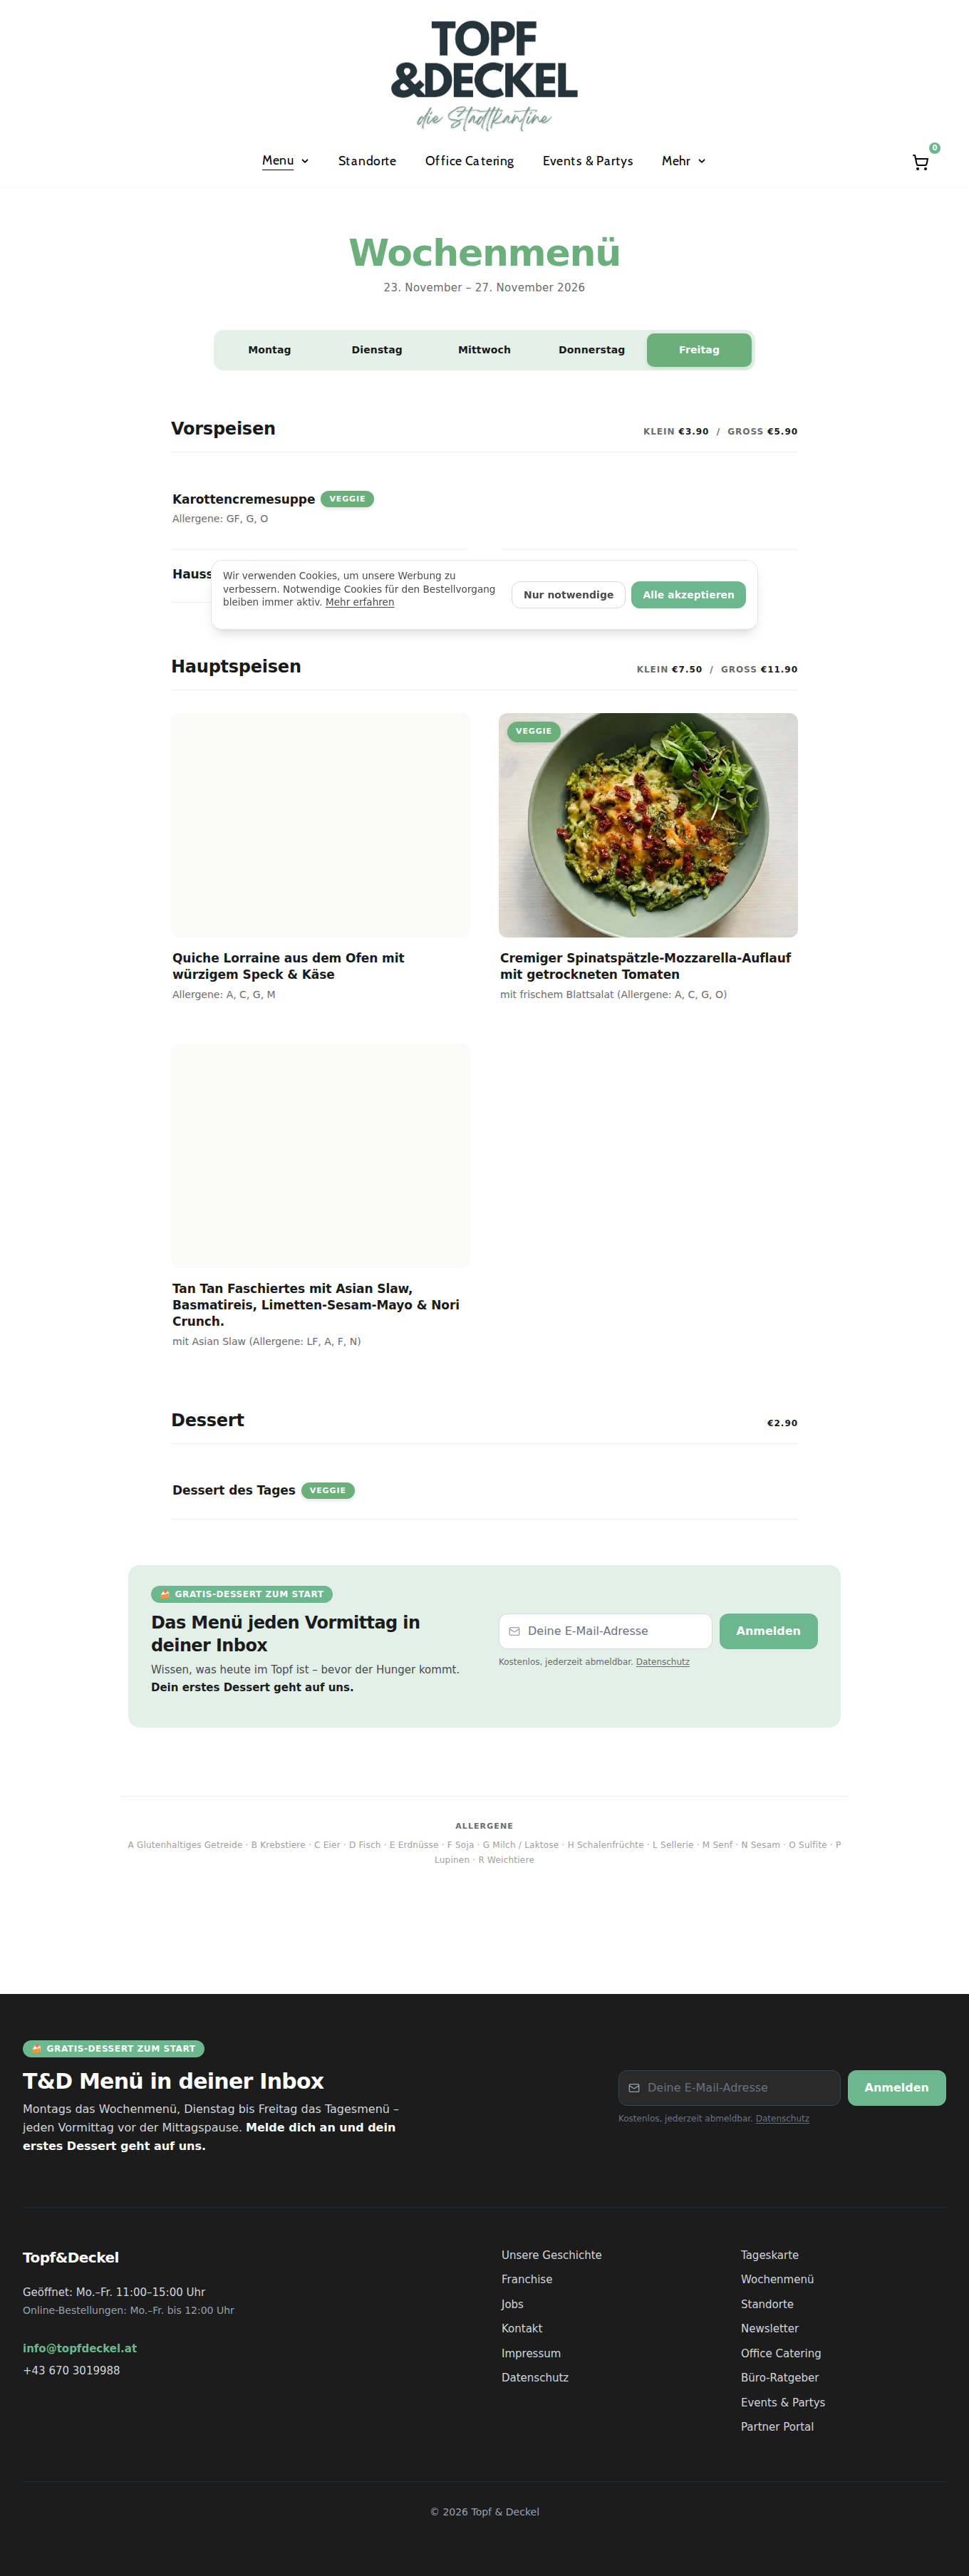 TOPF
&DECKEL
die Stadtkantine
Menu
Standorte
Office Catering
Events & Partys
Mehr
0
Wochenmenü
23. November – 27. November 2026
Montag
Dienstag
Mittwoch
Donnerstag
Freitag
Vorspeisen
KLEIN €3.90 / GROSS €5.90
Karottencremesuppe VEGGIE
Allergene: GF, G, O
Wir verwenden Cookies, um unsere Werbung zu
verbessern. Notwendige Cookies für den Bestellvorgang
bleiben immer aktiv. Mehr erfahren
Nur notwendige
Alle akzeptieren
Hauptspeisen
KLEIN €7.50 / GROSS €11.90
VEGGIE
Quiche Lorraine aus dem Ofen mit
würzigem Speck & Käse
Allergene: A, C, G, M
Cremiger Spinatspätzle-Mozzarella-Auflauf
mit getrockneten Tomaten
mit frischem Blattsalat (Allergene: A, C, G, O)
Tan Tan Faschiertes mit Asian Slaw,
Basmatireis, Limetten-Sesam-Mayo & Nori
Crunch.
mit Asian Slaw (Allergene: LF, A, F, N)
Dessert
€2.90
Dessert des Tages VEGGIE
🍰 GRATIS-DESSERT ZUM START
Das Menü jeden Vormittag in
deiner Inbox
Wissen, was heute im Topf ist – bevor der Hunger kommt.
Dein erstes Dessert geht auf uns.
Deine E-Mail-Adresse
Anmelden
Kostenlos, jederzeit abmeldbar. Datenschutz
ALLERGENE
A Glutenhaltiges Getreide · B Krebstiere · C Eier · D Fisch · E Erdnüsse · F Soja · G Milch / Laktose · H Schalenfrüchte · L Sellerie · M Senf · N Sesam · O Sulfite · P
Lupinen · R Weichtiere
🍰 GRATIS-DESSERT ZUM START
T&D Menü in deiner Inbox
Montags das Wochenmenü, Dienstag bis Freitag das Tagesmenü –
jeden Vormittag vor der Mittagspause. Melde dich an und dein
erstes Dessert geht auf uns.
Deine E-Mail-Adresse
Anmelden
Kostenlos, jederzeit abmeldbar. Datenschutz
Topf&Deckel
Geöffnet: Mo.–Fr. 11:00–15:00 Uhr
Online-Bestellungen: Mo.–Fr. bis 12:00 Uhr
info@topfdeckel.at
+43 670 3019988
Unsere Geschichte
Franchise
Jobs
Kontakt
Impressum
Datenschutz
Tageskarte
Wochenmenü
Standorte
Newsletter
Office Catering
Büro-Ratgeber
Events & Partys
Partner Portal
© 2026 Topf & Deckel